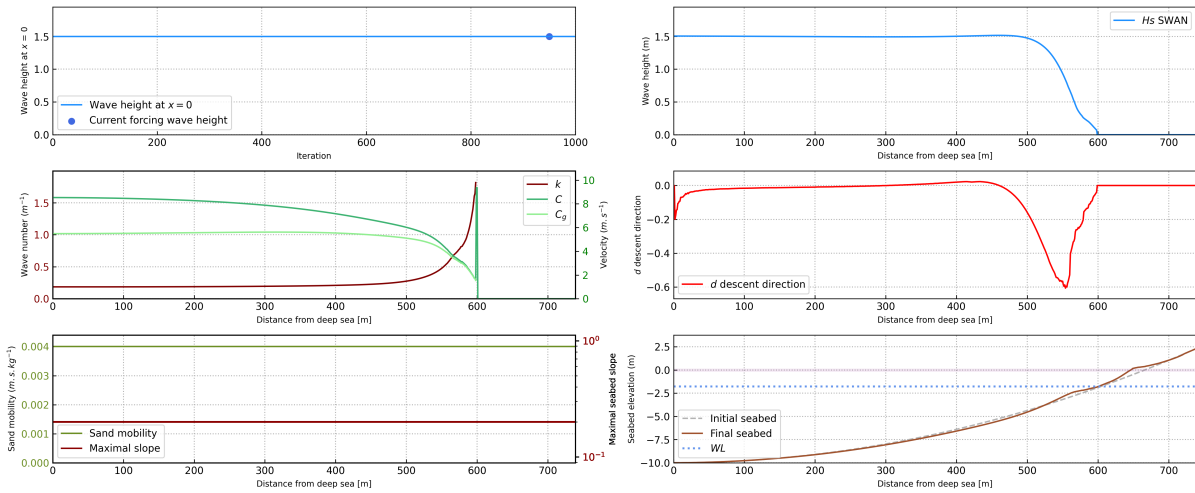 Wave height at x = 0
1.5
1.0
0.5
0.0
Wave height at x = 0
Current forcing wave height
0 200 400 600 800 1000
Iteration
Wave height (m)
1.5
1.0
0.5
0.0
Hs SWAN
0 100 200 300 400 500 600 700
Distance from deep sea [m]
Wave number (m⁻¹)
1.5
1.0
0.5
0.0
k
C
C_g
10
8
6
4
2
0
Velocity (m.s⁻¹)
0 100 200 300 400 500 600 700
Distance from deep sea [m]
d descent direction
0.0
−0.2
−0.4
−0.6
d descent direction
0 100 200 300 400 500 600 700
Distance from deep sea [m]
Sand mobility (m.s.kg⁻¹)
0.004
0.003
0.002
0.001
0.000
Sand mobility
Maximal slope
10⁰
10⁻¹
Maximal seabed slope
0 100 200 300 400 500 600 700
Distance from deep sea [m]
Seabed elevation (m)
2.5
0.0
−2.5
−5.0
−7.5
−10.0
Initial seabed
Final seabed
WL
0 100 200 300 400 500 600 700
Distance from deep sea [m]